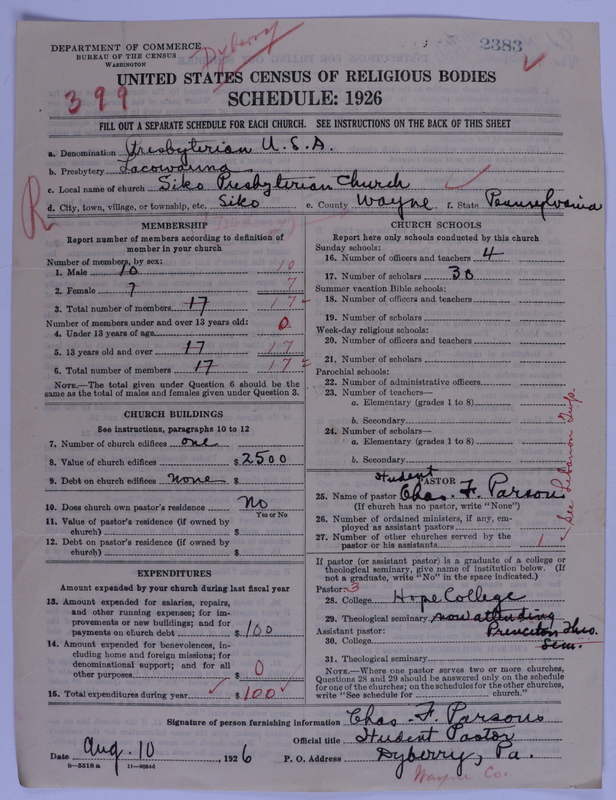 DEPARTMENT OF COMMERCE
BUREAU OF THE CENSUS
WASHINGTON
Dyberry
2383
UNITED STATES CENSUS OF RELIGIOUS BODIES
399
SCHEDULE: 1926
FILL OUT A SEPARATE SCHEDULE FOR EACH CHURCH. SEE INSTRUCTIONS ON THE BACK OF THIS SHEET
a. Denomination Presbyterian U.S.A.
b. Presbytery Lacawanna
c. Local name of church Siko Presbyterian Church
d. City, town, village, or township, etc. Siko e. County Wayne f. State Pennsylvania
R
MEMBERSHIP
Report number of members according to definition of member in your church
Number of members, by sex:
1. Male 10 10
2. Female 7 7
3. Total number of members 17 17
Number of members under and over 13 years old:
4. Under 13 years of age 0
5. 13 years old and over 17 17
6. Total number of members 17 17
NOTE.—The total given under Question 6 should be the
same as the total of males and females given under Question 3.
CHURCH BUILDINGS
See instructions, paragraphs 10 to 12
7. Number of church edifices one
8. Value of church edifices $ 2500
9. Debt on church edifices none $
10. Does church own pastor's residence No
Yes or No
11. Value of pastor's residence (if owned by
church) $
12. Debt on pastor's residence (if owned by
church) $
EXPENDITURES
Amount expended by your church during last fiscal year
13. Amount expended for salaries, repairs,
and other running expenses; for im-
provements or new buildings; and for
payments on church debt $ 100
14. Amount expended for benevolences, in-
cluding home and foreign missions; for
denominational support; and for all
other purposes $ 0
15. Total expenditures during year $ 100
CHURCH SCHOOLS
Report here only schools conducted by this church
Sunday schools:
16. Number of officers and teachers 4
17. Number of scholars 30
Summer vacation Bible schools:
18. Number of officers and teachers
19. Number of scholars
Week-day religious schools:
20. Number of officers and teachers
21. Number of scholars
Parochial schools:
22. Number of administrative officers
23. Number of teachers—
a. Elementary (grades 1 to 8)
b. Secondary
24. Number of scholars—
a. Elementary (grades 1 to 8)
b. Secondary
See Lebanon Twp.
Student PASTOR
25. Name of pastor Chas. F. Parsons
(If church has no pastor, write "None")
26. Number of ordained ministers, if any, em-
ployed as assistant pastors
27. Number of other churches served by the
pastor or his assistants 1
If pastor (or assistant pastor) is a graduate of a college or
theological seminary, give name of institution below. (If
not a graduate, write "No" in the space indicated.)
Pastor: 3
28. College Hope College
29. Theological seminary now attending
Assistant pastor: Princeton Theo.
30. College Sem.
31. Theological seminary
NOTE.—Where one pastor serves two or more churches,
Questions 28 and 29 should be answered only on the schedule
for one of the churches; on the schedules for the other churches,
write "See schedule for church."
Signature of person furnishing information Chas. F. Parsons
Official title Student Pastor
Date Aug. 10, 1926 P. O. Address Dyberry, Pa.
8-5518 a
Wayne Co.